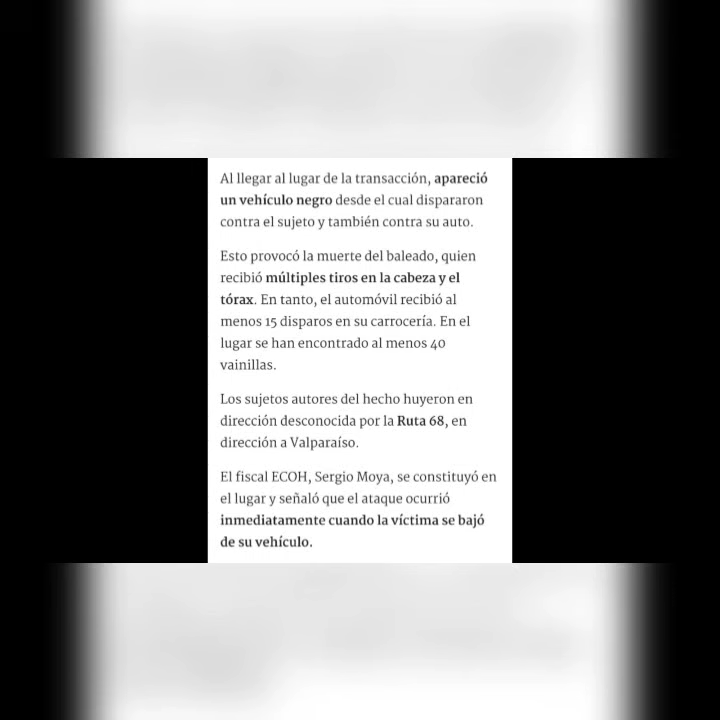 Al llegar al lugar de la transacción, apareció
un vehículo negro desde el cual dispararon
contra el sujeto y también contra su auto.
Esto provocó la muerte del baleado, quien
recibió múltiples tiros en la cabeza y el
tórax. En tanto, el automóvil recibió al
menos 15 disparos en su carrocería. En el
lugar se han encontrado al menos 40
vainillas.
Los sujetos autores del hecho huyeron en
dirección desconocida por la Ruta 68, en
dirección a Valparaíso.
El fiscal ECOH, Sergio Moya, se constituyó en
el lugar y señaló que el ataque ocurrió
inmediatamente cuando la víctima se bajó
de su vehículo.